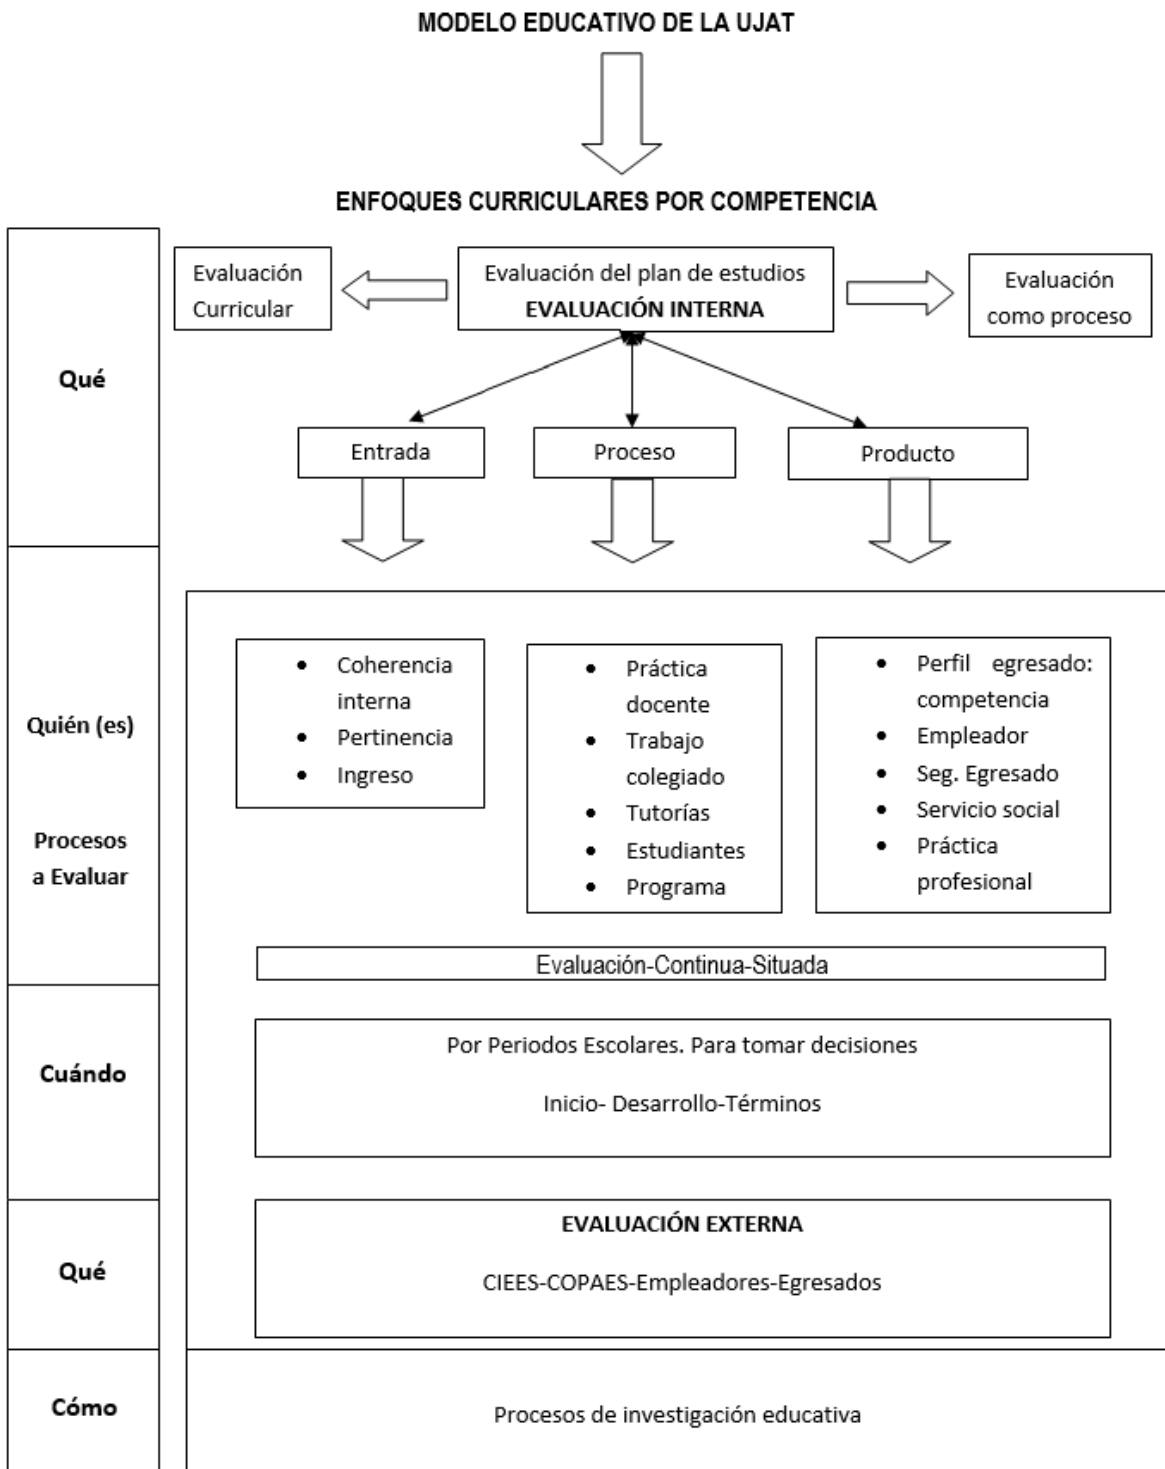 MODELO EDUCATIVO DE LA UJAT
ENFOQUES CURRICULARES POR COMPETENCIA
Qué
Evaluación
Curricular
Evaluación del plan de estudios
EVALUACIÓN INTERNA
Evaluación
como proceso
Entrada
Proceso
Producto
Quién (es)
Procesos
a Evaluar
• Coherencia
interna
• Pertinencia
• Ingreso
• Práctica
docente
• Trabajo
colegiado
• Tutorías
• Estudiantes
• Programa
• Perfil egresado:
competencia
• Empleador
• Seg. Egresado
• Servicio social
• Práctica
profesional
Evaluación-Continua-Situada
Cuándo
Por Periodos Escolares. Para tomar decisiones
Inicio- Desarrollo-Términos
Qué
EVALUACIÓN EXTERNA
CIEES-COPAES-Empleadores-Egresados
Cómo
Procesos de investigación educativa